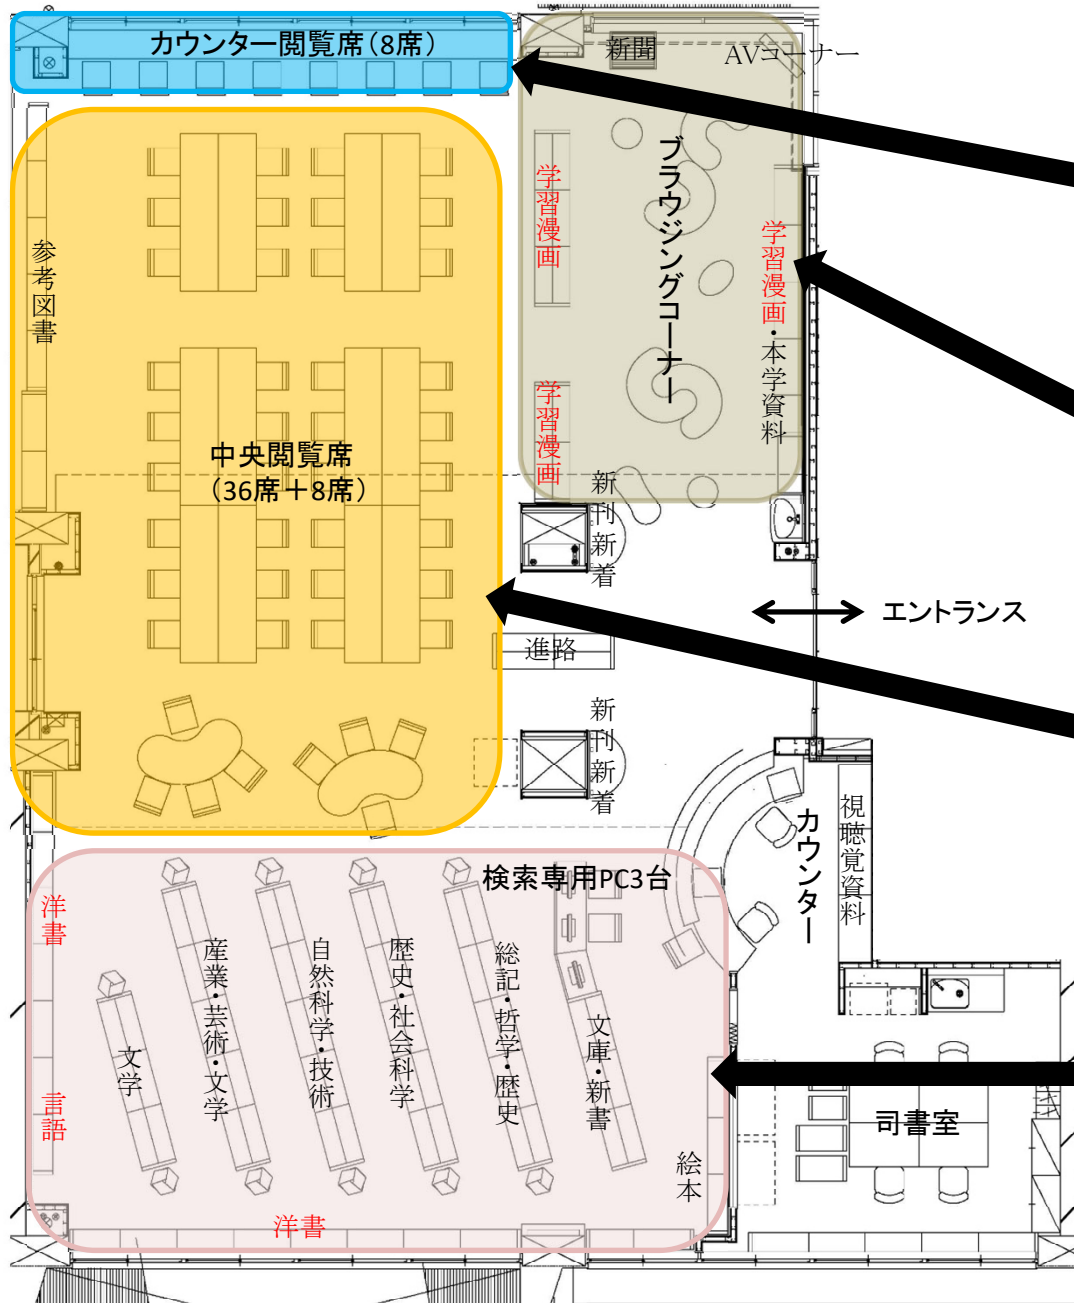 カウンター閲覧席（8席）
新聞
AVコーナー
学習漫画
ブラウジングコーナー
学習漫画・本学資料
参考図書
学習漫画
中央閲覧席
（36席＋8席）
新刊新着
エントランス
進路
新刊新着
カウンター
視聴覚資料
検索専用PC3台
洋書
産業・芸術・文学
自然科学・技術
歴史・社会科学
総記・哲学・歴史
文庫・新書
文学
言語
司書室
絵本
洋書